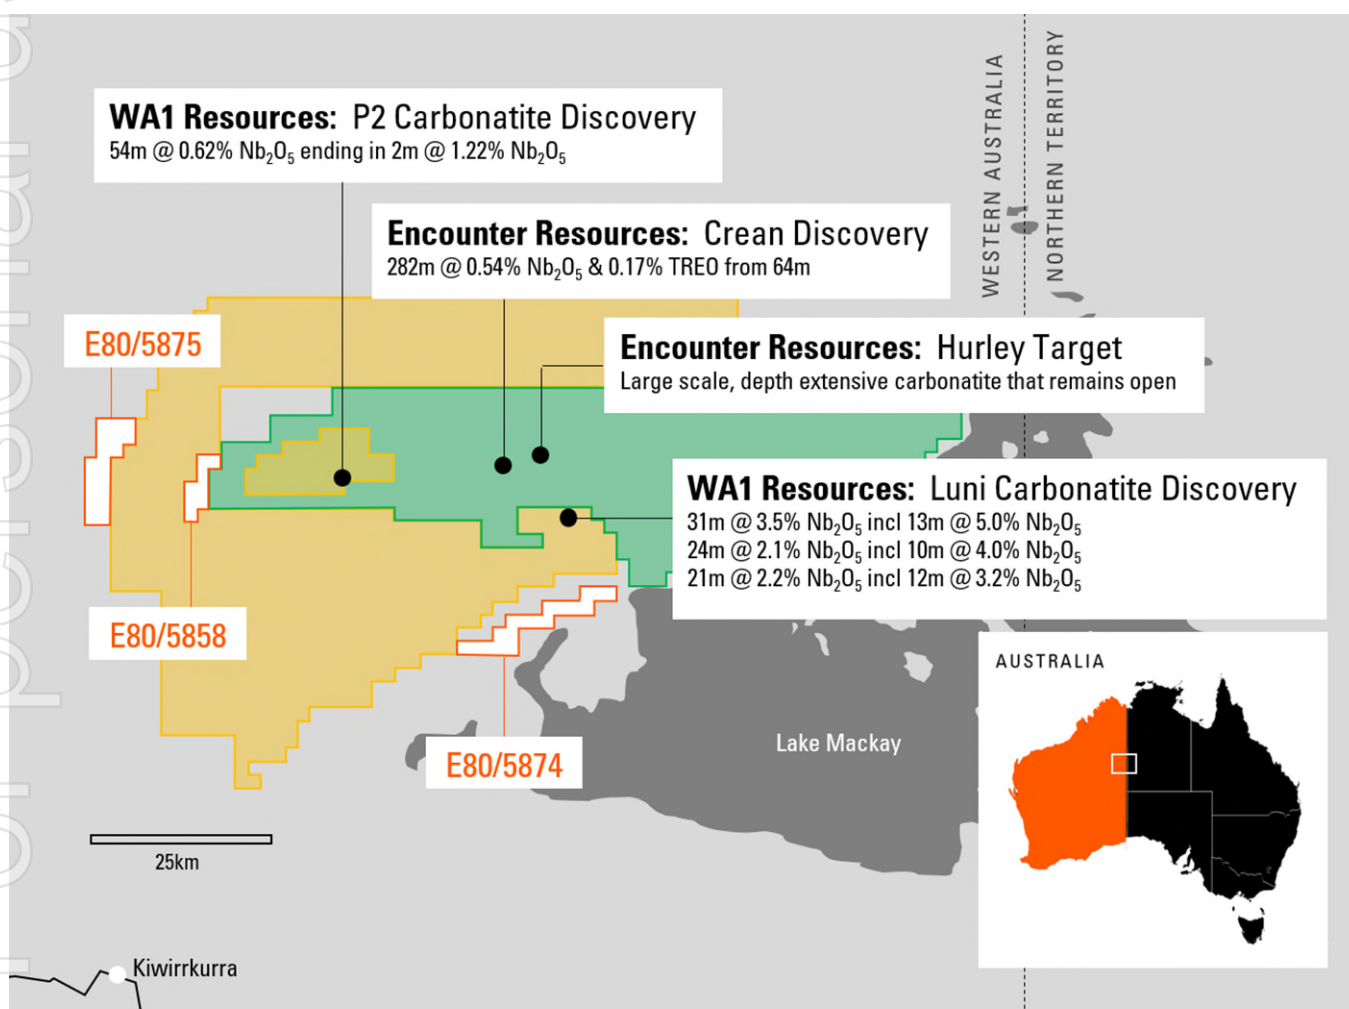 WA1 Resources: P2 Carbonatite Discovery
54m @ 0.62% Nb₂O₅ ending in 2m @ 1.22% Nb₂O₅
Encounter Resources: Crean Discovery
282m @ 0.54% Nb₂O₅ & 0.17% TREO from 64m
WESTERN AUSTRALIA
NORTHERN TERRITORY
E80/5875
Encounter Resources: Hurley Target
Large scale, depth extensive carbonatite that remains open
WA1 Resources: Luni Carbonatite Discovery
31m @ 3.5% Nb₂O₅ incl 13m @ 5.0% Nb₂O₅
24m @ 2.1% Nb₂O₅ incl 10m @ 4.0% Nb₂O₅
21m @ 2.2% Nb₂O₅ incl 12m @ 3.2% Nb₂O₅
E80/5858
AUSTRALIA
Lake Mackay
E80/5874
25km
Kiwirrkurra
personal